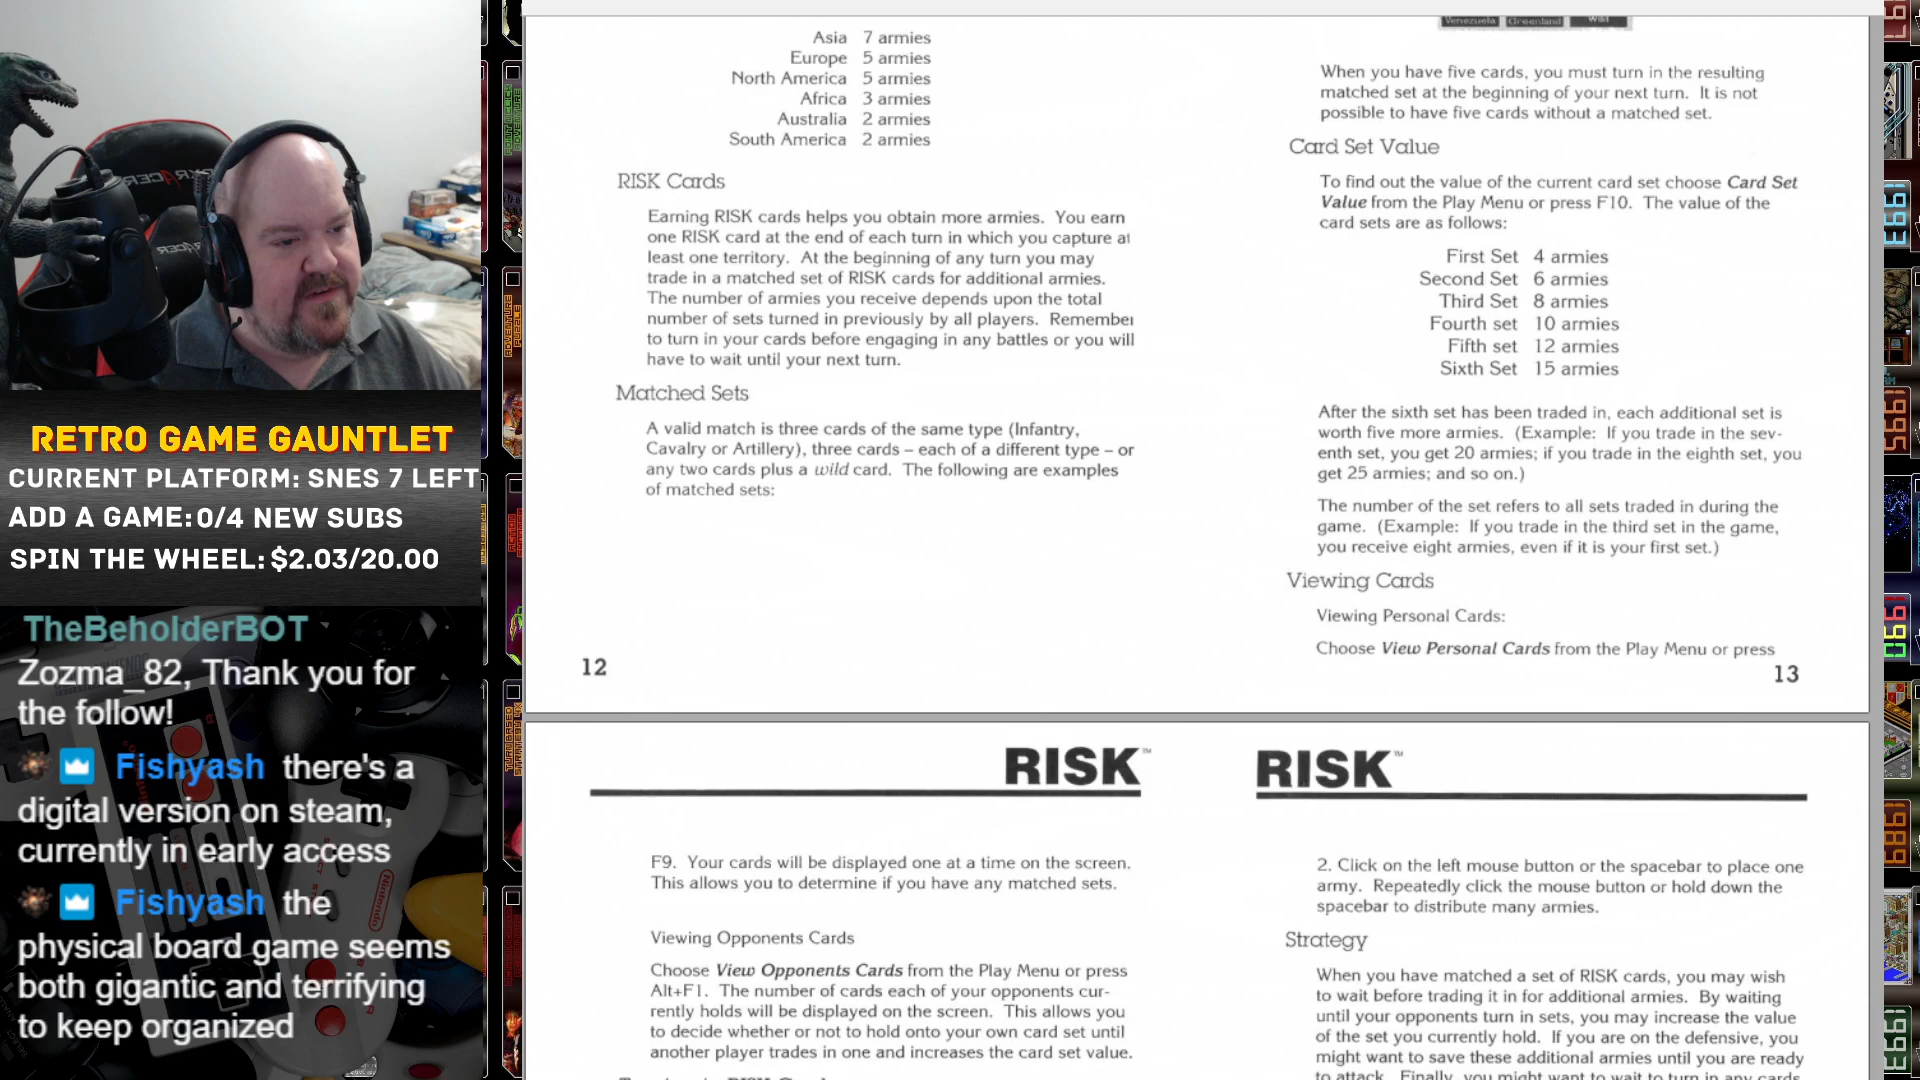 RETRO GAME GAUNTLET
CURRENT PLATFORM: SNES 7 LEFT
ADD A GAME: 0/4 NEW SUBS
SPIN THE WHEEL: $2.03/20.00
TheBeholderBOT
Zozma_82, Thank you for
the follow!
Fishyash there's a
digital version on steam,
currently in early access
Fishyash the
physical board game seems
both gigantic and terrifying
to keep organized
Asia 7 armies
Europe 5 armies
North America 5 armies
Africa 3 armies
Australia 2 armies
South America 2 armies
RISK Cards
Earning RISK cards helps you obtain more armies. You earn
one RISK card at the end of each turn in which you capture at
least one territory. At the beginning of any turn you may
trade in a matched set of RISK cards for additional armies.
The number of armies you receive depends upon the total
number of sets turned in previously by all players. Remember
to turn in your cards before engaging in any battles or you will
have to wait until your next turn.
Matched Sets
A valid match is three cards of the same type (Infantry,
Cavalry or Artillery), three cards – each of a different type – or
any two cards plus a wild card. The following are examples
of matched sets:
12
Venezuela Greenland Wild
When you have five cards, you must turn in the resulting
matched set at the beginning of your next turn. It is not
possible to have five cards without a matched set.
Card Set Value
To find out the value of the current card set choose Card Set
Value from the Play Menu or press F10. The value of the
card sets are as follows:
First Set 4 armies
Second Set 6 armies
Third Set 8 armies
Fourth set 10 armies
Fifth set 12 armies
Sixth Set 15 armies
After the sixth set has been traded in, each additional set is
worth five more armies. (Example: If you trade in the sev-
enth set, you get 20 armies; if you trade in the eighth set, you
get 25 armies; and so on.)
The number of the set refers to all sets traded in during the
game. (Example: If you trade in the third set in the game,
you receive eight armies, even if it is your first set.)
Viewing Cards
Viewing Personal Cards:
Choose View Personal Cards from the Play Menu or press
13
RISK™
F9. Your cards will be displayed one at a time on the screen.
This allows you to determine if you have any matched sets.
Viewing Opponents Cards
Choose View Opponents Cards from the Play Menu or press
Alt+F1. The number of cards each of your opponents cur-
rently holds will be displayed on the screen. This allows you
to decide whether or not to hold onto your own card set until
another player trades in one and increases the card set value.
RISK™
2. Click on the left mouse button or the spacebar to place one
army. Repeatedly click the mouse button or hold down the
spacebar to distribute many armies.
Strategy
When you have matched a set of RISK cards, you may wish
to wait before trading it in for additional armies. By waiting
until your opponents turn in sets, you may increase the value
of the set you currently hold. If you are on the defensive, you
might want to save these additional armies until you are ready
to attack. Finally, you might want to wait to turn in any cards